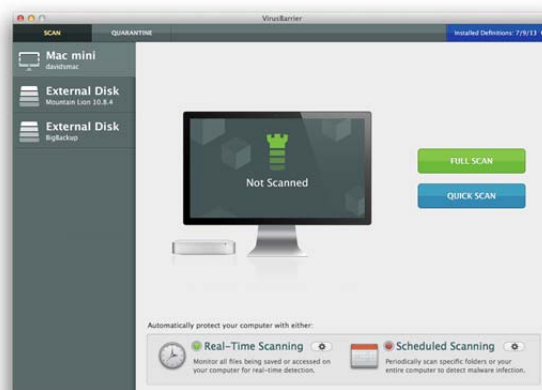 VirusBarrier
SCAN
QUARANTINE
Installed Definitions: 7/9/13
Mac mini
davidsmac
External Disk
Mountain Lion 10.8.4
External Disk
BigBackup
Not Scanned
FULL SCAN
QUICK SCAN
Automatically protect your computer with either:
Real-Time Scanning
Monitor all files being saved or accessed on
your computer for real-time detection.
Scheduled Scanning
Periodically scan specific folders or your
entire computer to detect malware infection.